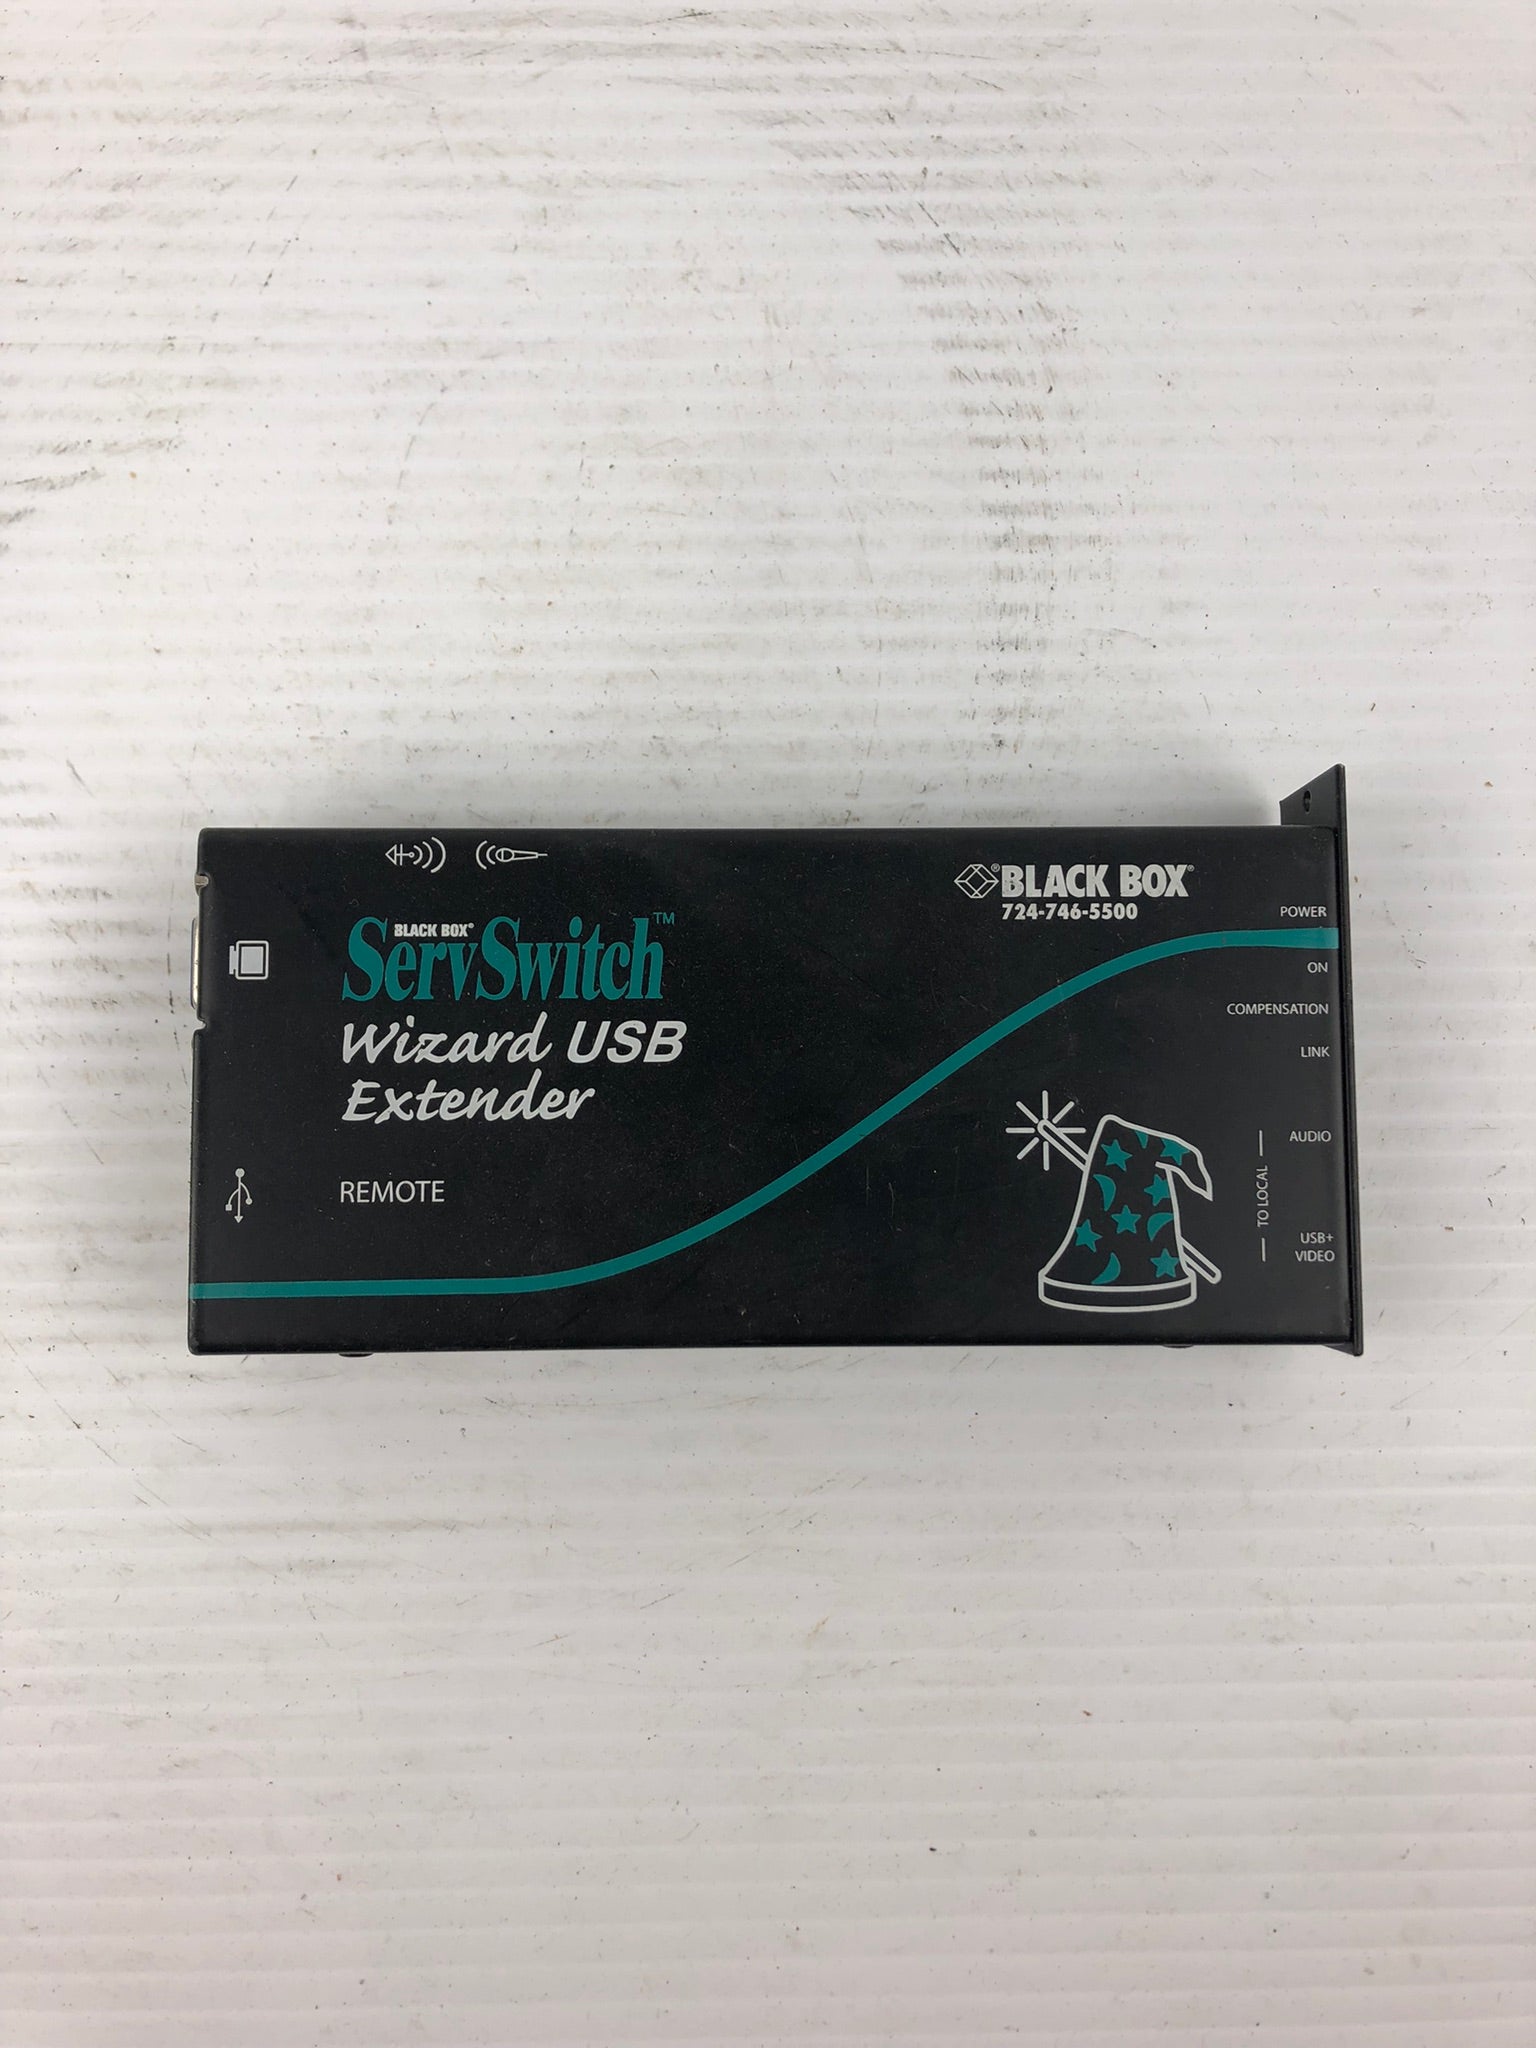 BLACK BOX®
ServSwitch™
Wizard USB
Extender
REMOTE
®BLACK BOX®
724-746-5500
POWER
ON
COMPENSATION
LINK
AUDIO
TO LOCAL
USB+
VIDEO